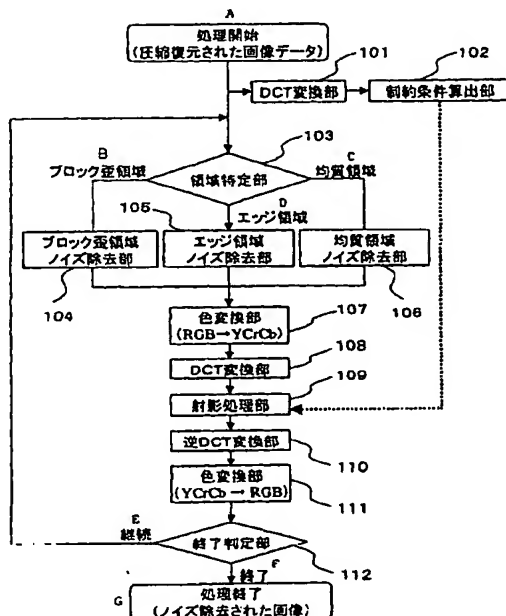 A
処理開始
(圧縮復元された画像データ)
101
102
DCT変換部
制約条件算出部
103
B
ブロック歪領域
C
均質領域
領域特定部
D
エッジ領域
105
ブロック歪領域
ノイズ除去部
エッジ領域
ノイズ除去部
均質領域
ノイズ除去部
104
106
107
色変換部
(RGB→YCrCb)
108
DCT変換部
109
射影処理部
逆DCT変換部
110
色変換部
(YCrCb → RGB)
111
E
継続
終了判定部
112
F
終了
G
処理終了
(ノイズ除去された画像)